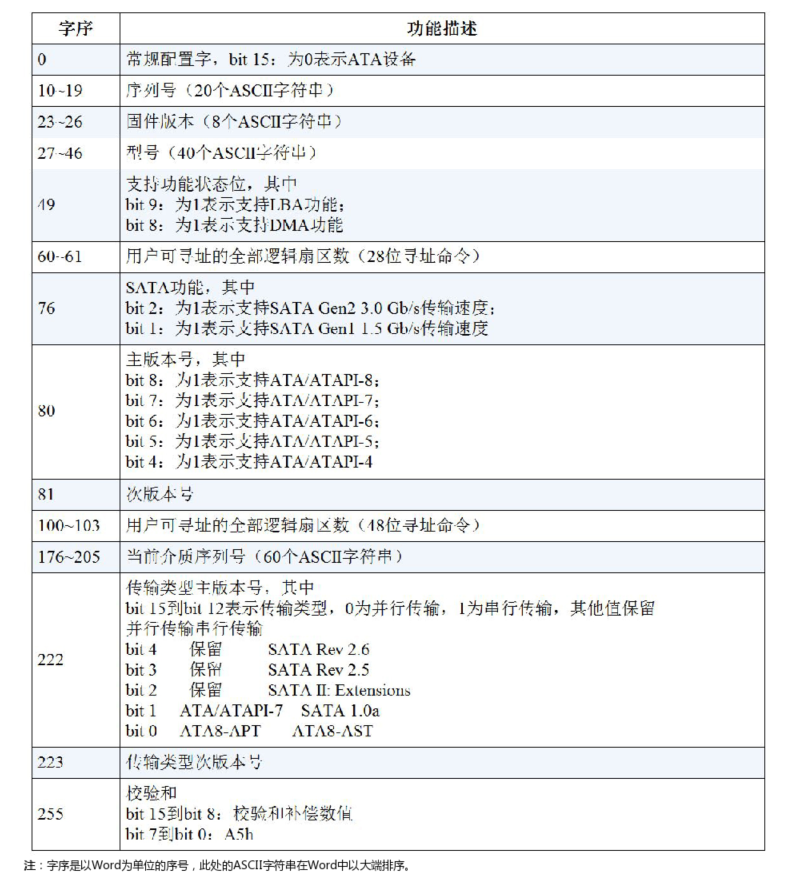 字序 功能描述
0 常规配置字，bit 15：为0表示ATA设备
10~19 序列号（20个ASCII字符串）
23~26 固件版本（8个ASCII字符串）
27~46 型号（40个ASCII字符串）
支持功能状态位，其中
49 bit 9：为1表示支持LBA功能；
bit 8：为1表示支持DMA功能
60~61 用户可寻址的全部逻辑扇区数（28位寻址命令）
SATA功能，其中
76 bit 2：为1表示支持SATA Gen2 3.0 Gb/s传输速度；
bit 1：为1表示支持SATA Gen1 1.5 Gb/s传输速度
主版本号，其中
bit 8：为1表示支持ATA/ATAPI-8；
bit 7：为1表示支持ATA/ATAPI-7；
80 bit 6：为1表示支持ATA/ATAPI-6；
bit 5：为1表示支持ATA/ATAPI-5；
bit 4：为1表示支持ATA/ATAPI-4
81 次版本号
100~103 用户可寻址的全部逻辑扇区数（48位寻址命令）
176~205 当前介质序列号（60个ASCII字符串）
传输类型主版本号，其中
bit 15到bit 12表示传输类型，0为并行传输，1为串行传输，其他值保留
并行传输串行传输
222 bit 4 保留 SATA Rev 2.6
bit 3 保留 SATA Rev 2.5
bit 2 保留 SATA II: Extensions
bit 1 ATA/ATAPI-7 SATA 1.0a
bit 0 ATA8-APT ATA8-AST
223 传输类型次版本号
校验和
255 bit 15到bit 8：校验和补偿数值
bit 7到bit 0：A5h
注：字序是以Word为单位的序号，此处的ASCII字符串在Word中以大端排序。